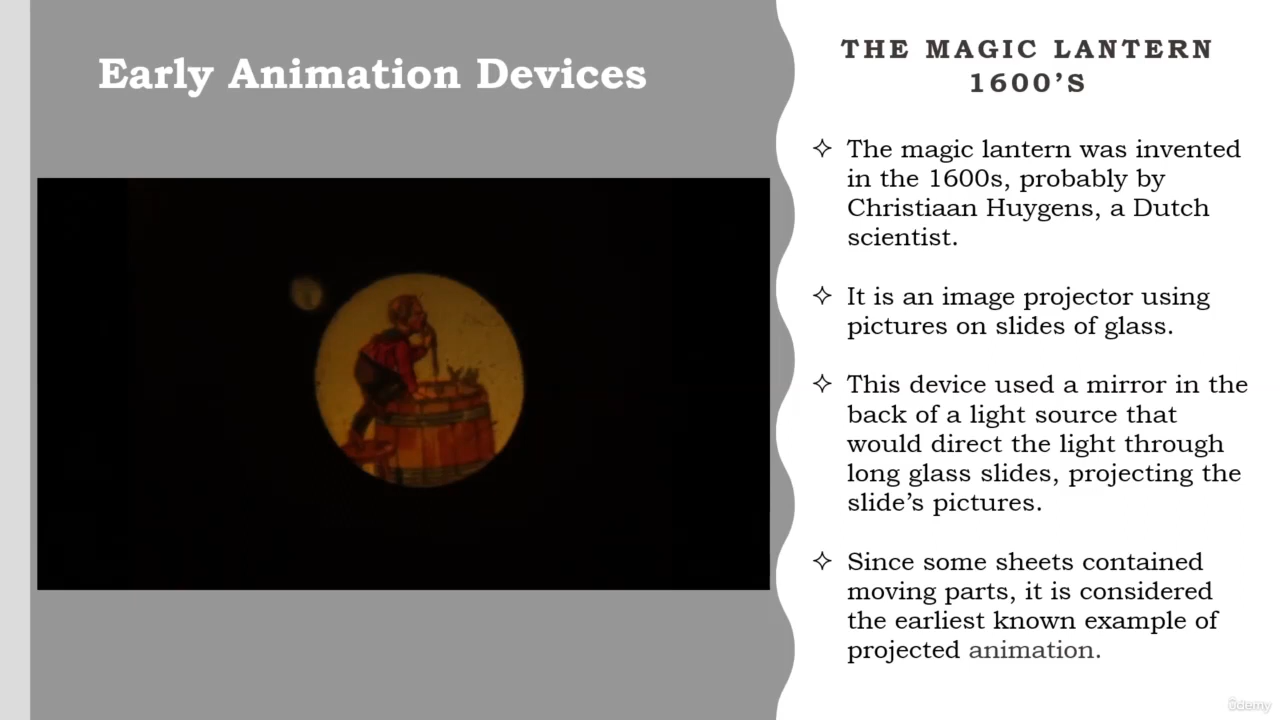 Early Animation Devices
THE MAGIC LANTERN
1600’S
✧ The magic lantern was invented
in the 1600s, probably by
Christiaan Huygens, a Dutch
scientist.
✧ It is an image projector using
pictures on slides of glass.
✧ This device used a mirror in the
back of a light source that
would direct the light through
long glass slides, projecting the
slide’s pictures.
✧ Since some sheets contained
moving parts, it is considered
the earliest known example of
projected animation.
ûdemy